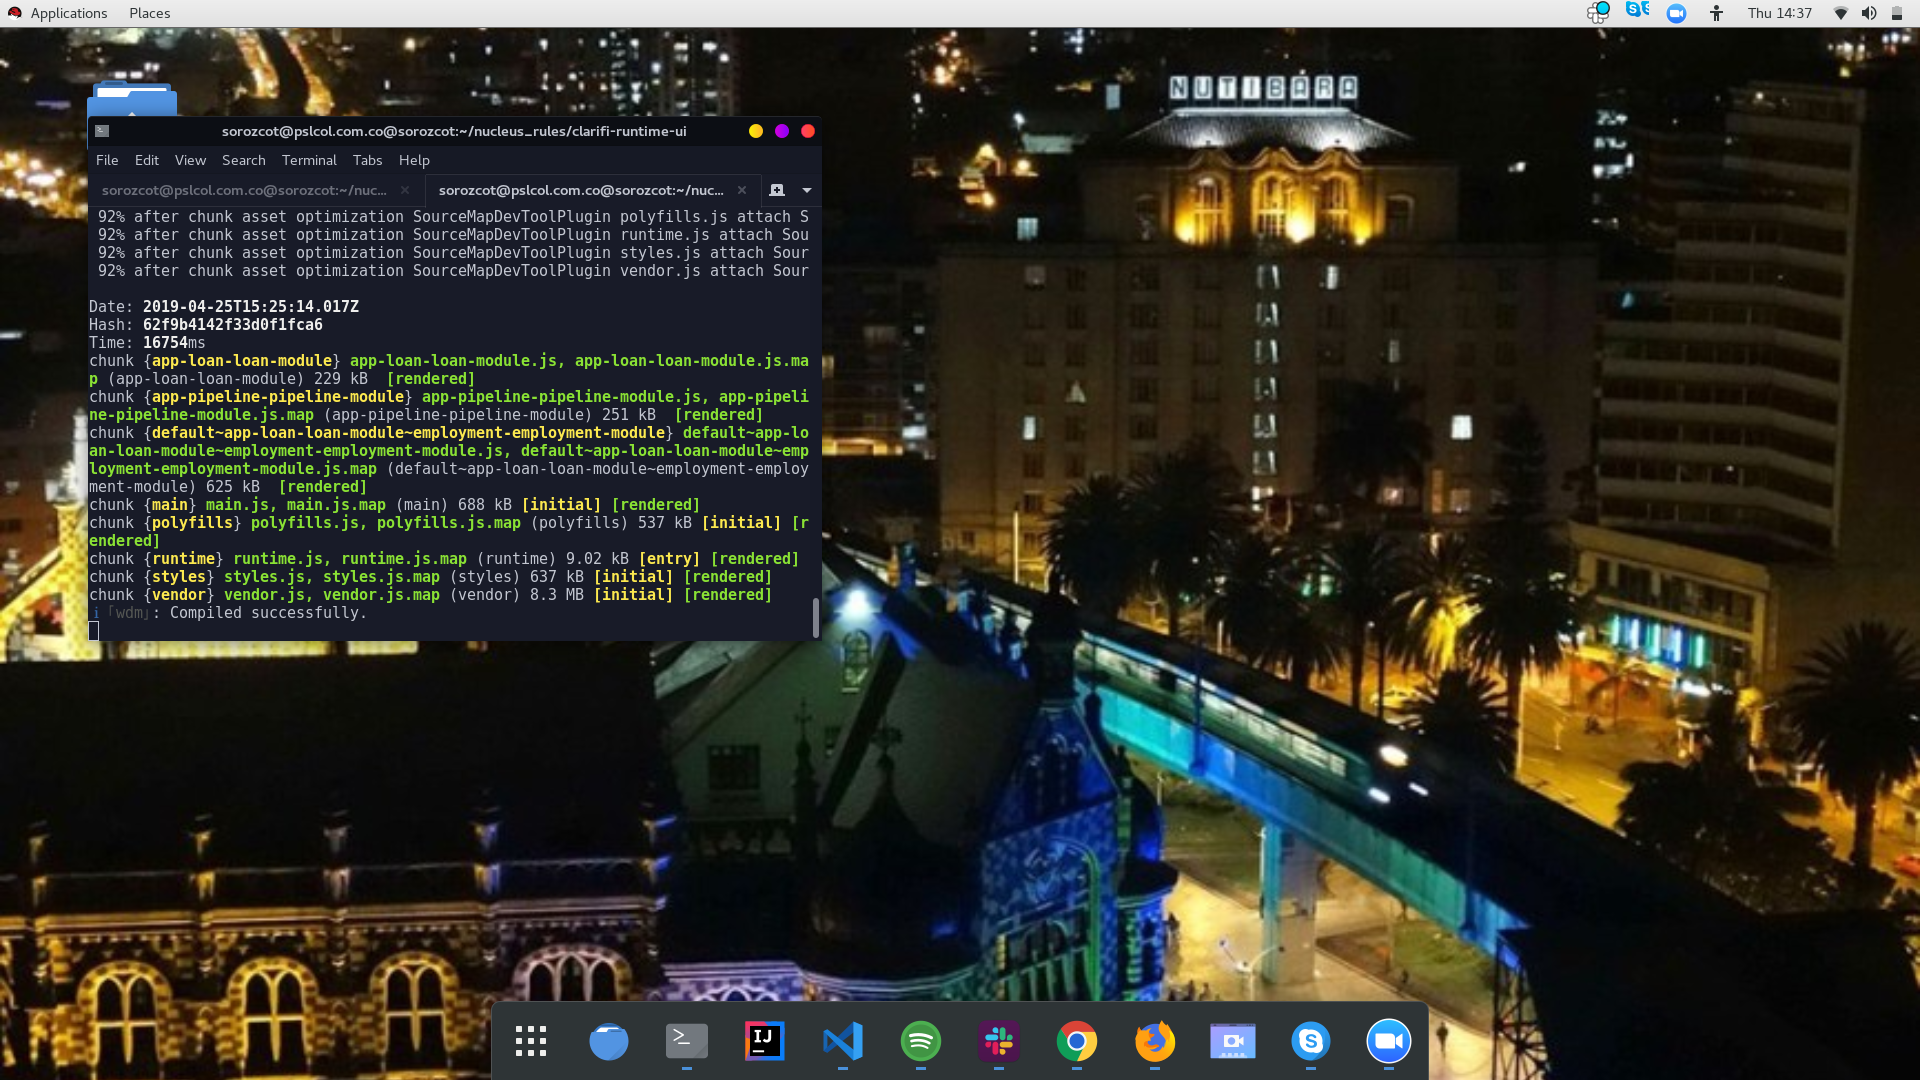 Applications Places Thu 14:37
NUTIBARA
sorozcot@pslcol.com.co@sorozcot:~/nucleus_rules/clarifi-runtime-ui
File Edit View Search Terminal Tabs Help
sorozcot@pslcol.com.co@sorozcot:~/nuc... sorozcot@pslcol.com.co@sorozcot:~/nuc...
92% after chunk asset optimization SourceMapDevToolPlugin polyfills.js attach S
92% after chunk asset optimization SourceMapDevToolPlugin runtime.js attach Sou
92% after chunk asset optimization SourceMapDevToolPlugin styles.js attach Sour
92% after chunk asset optimization SourceMapDevToolPlugin vendor.js attach Sour
Date: 2019-04-25T15:25:14.017Z
Hash: 62f9b4142f33d0f1fca6
Time: 16754ms
chunk {app-loan-loan-module} app-loan-loan-module.js, app-loan-loan-module.js.ma
p (app-loan-loan-module) 229 kB [rendered]
chunk {app-pipeline-pipeline-module} app-pipeline-pipeline-module.js, app-pipeli
ne-pipeline-module.js.map (app-pipeline-pipeline-module) 251 kB [rendered]
chunk {default~app-loan-loan-module~employment-employment-module} default~app-lo
an-loan-module~employment-employment-module.js, default~app-loan-loan-module~emp
loyment-employment-module.js.map (default~app-loan-loan-module~employment-employ
ment-module) 625 kB [rendered]
chunk {main} main.js, main.js.map (main) 688 kB [initial] [rendered]
chunk {polyfills} polyfills.js, polyfills.js.map (polyfills) 537 kB [initial] [r
endered]
chunk {runtime} runtime.js, runtime.js.map (runtime) 9.02 kB [entry] [rendered]
chunk {styles} styles.js, styles.js.map (styles) 637 kB [initial] [rendered]
chunk {vendor} vendor.js, vendor.js.map (vendor) 8.3 MB [initial] [rendered]
i ｢wdm｣: Compiled successfully.
IJ